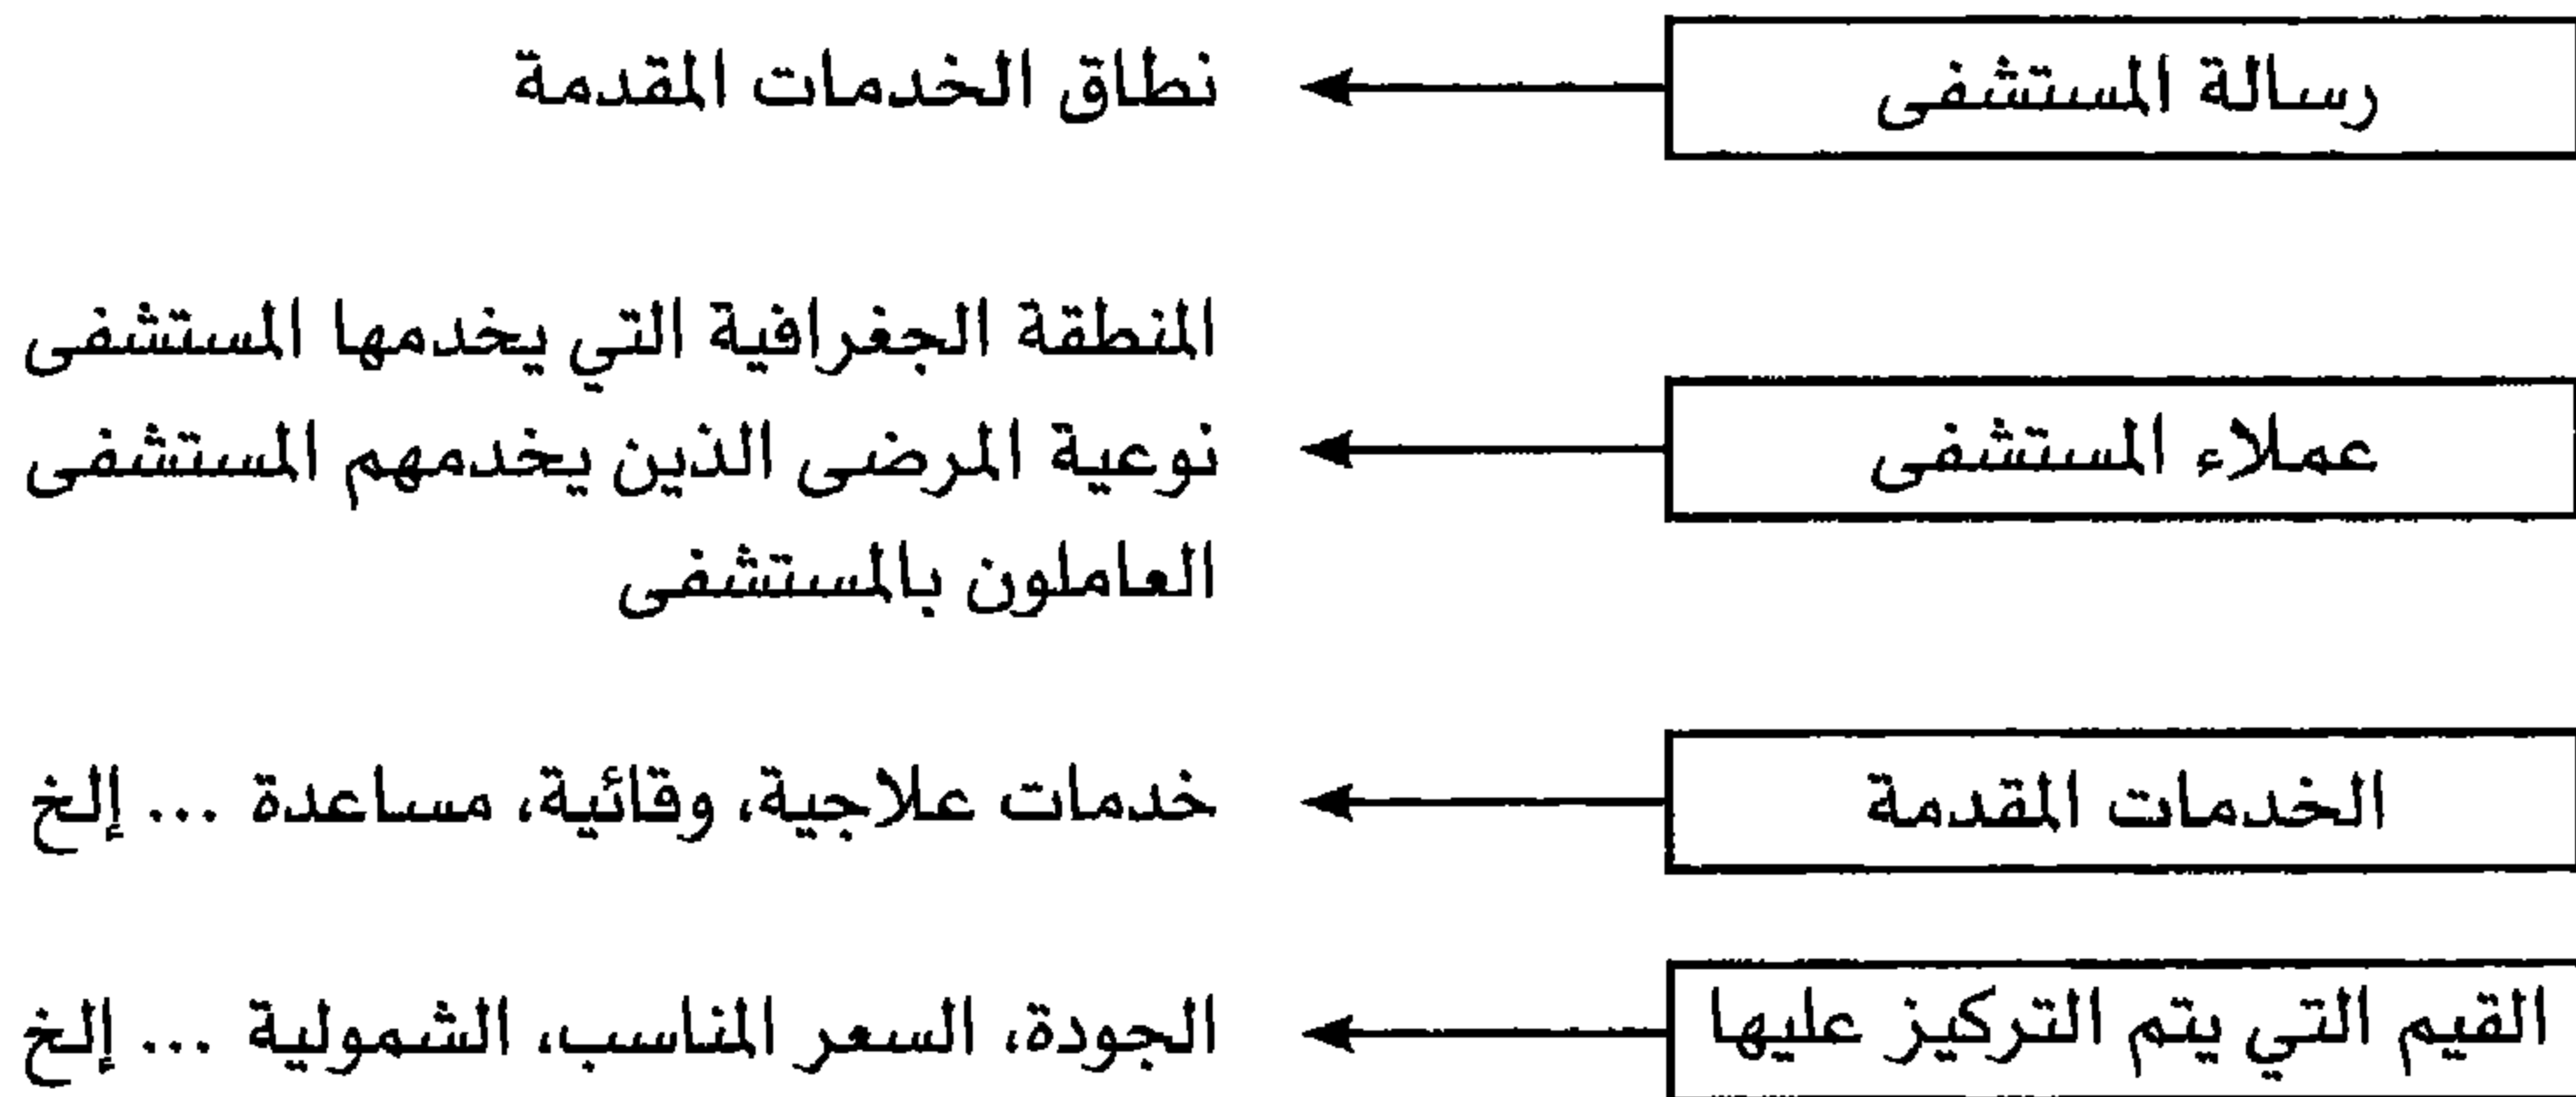 رسالة المستشفى
نطاق الخدمات المقدمة
عملاء المستشفى
المنطقة الجغرافية التي يخدمها المستشفى
نوعية المرضى الذين يخدمهم المستشفى
العاملون بالمستشفى
الخدمات المقدمة
خدمات علاجية، وقائية، مساعدة ... إلخ
القيم التي يتم التركيز عليها
الجودة، السعر المناسب، الشمولية ... إلخ